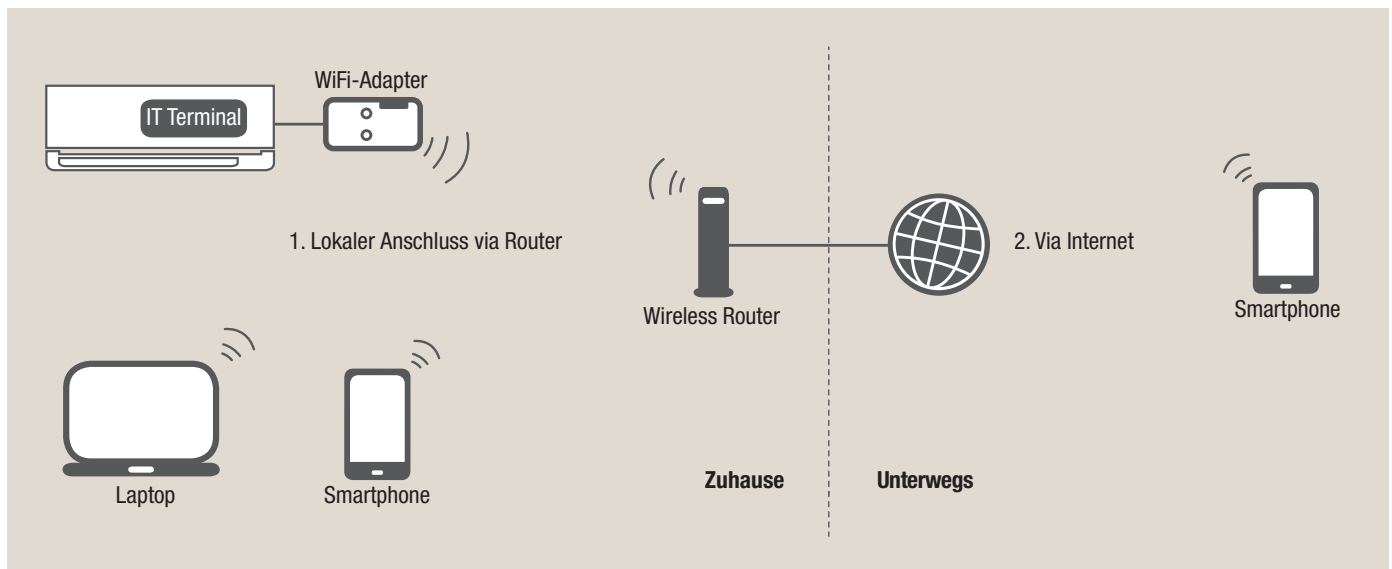 WiFi-Adapter
IT Terminal
1. Lokaler Anschluss via Router
2. Via Internet
Wireless Router
Smartphone
Laptop
Smartphone
Zuhause
Unterwegs